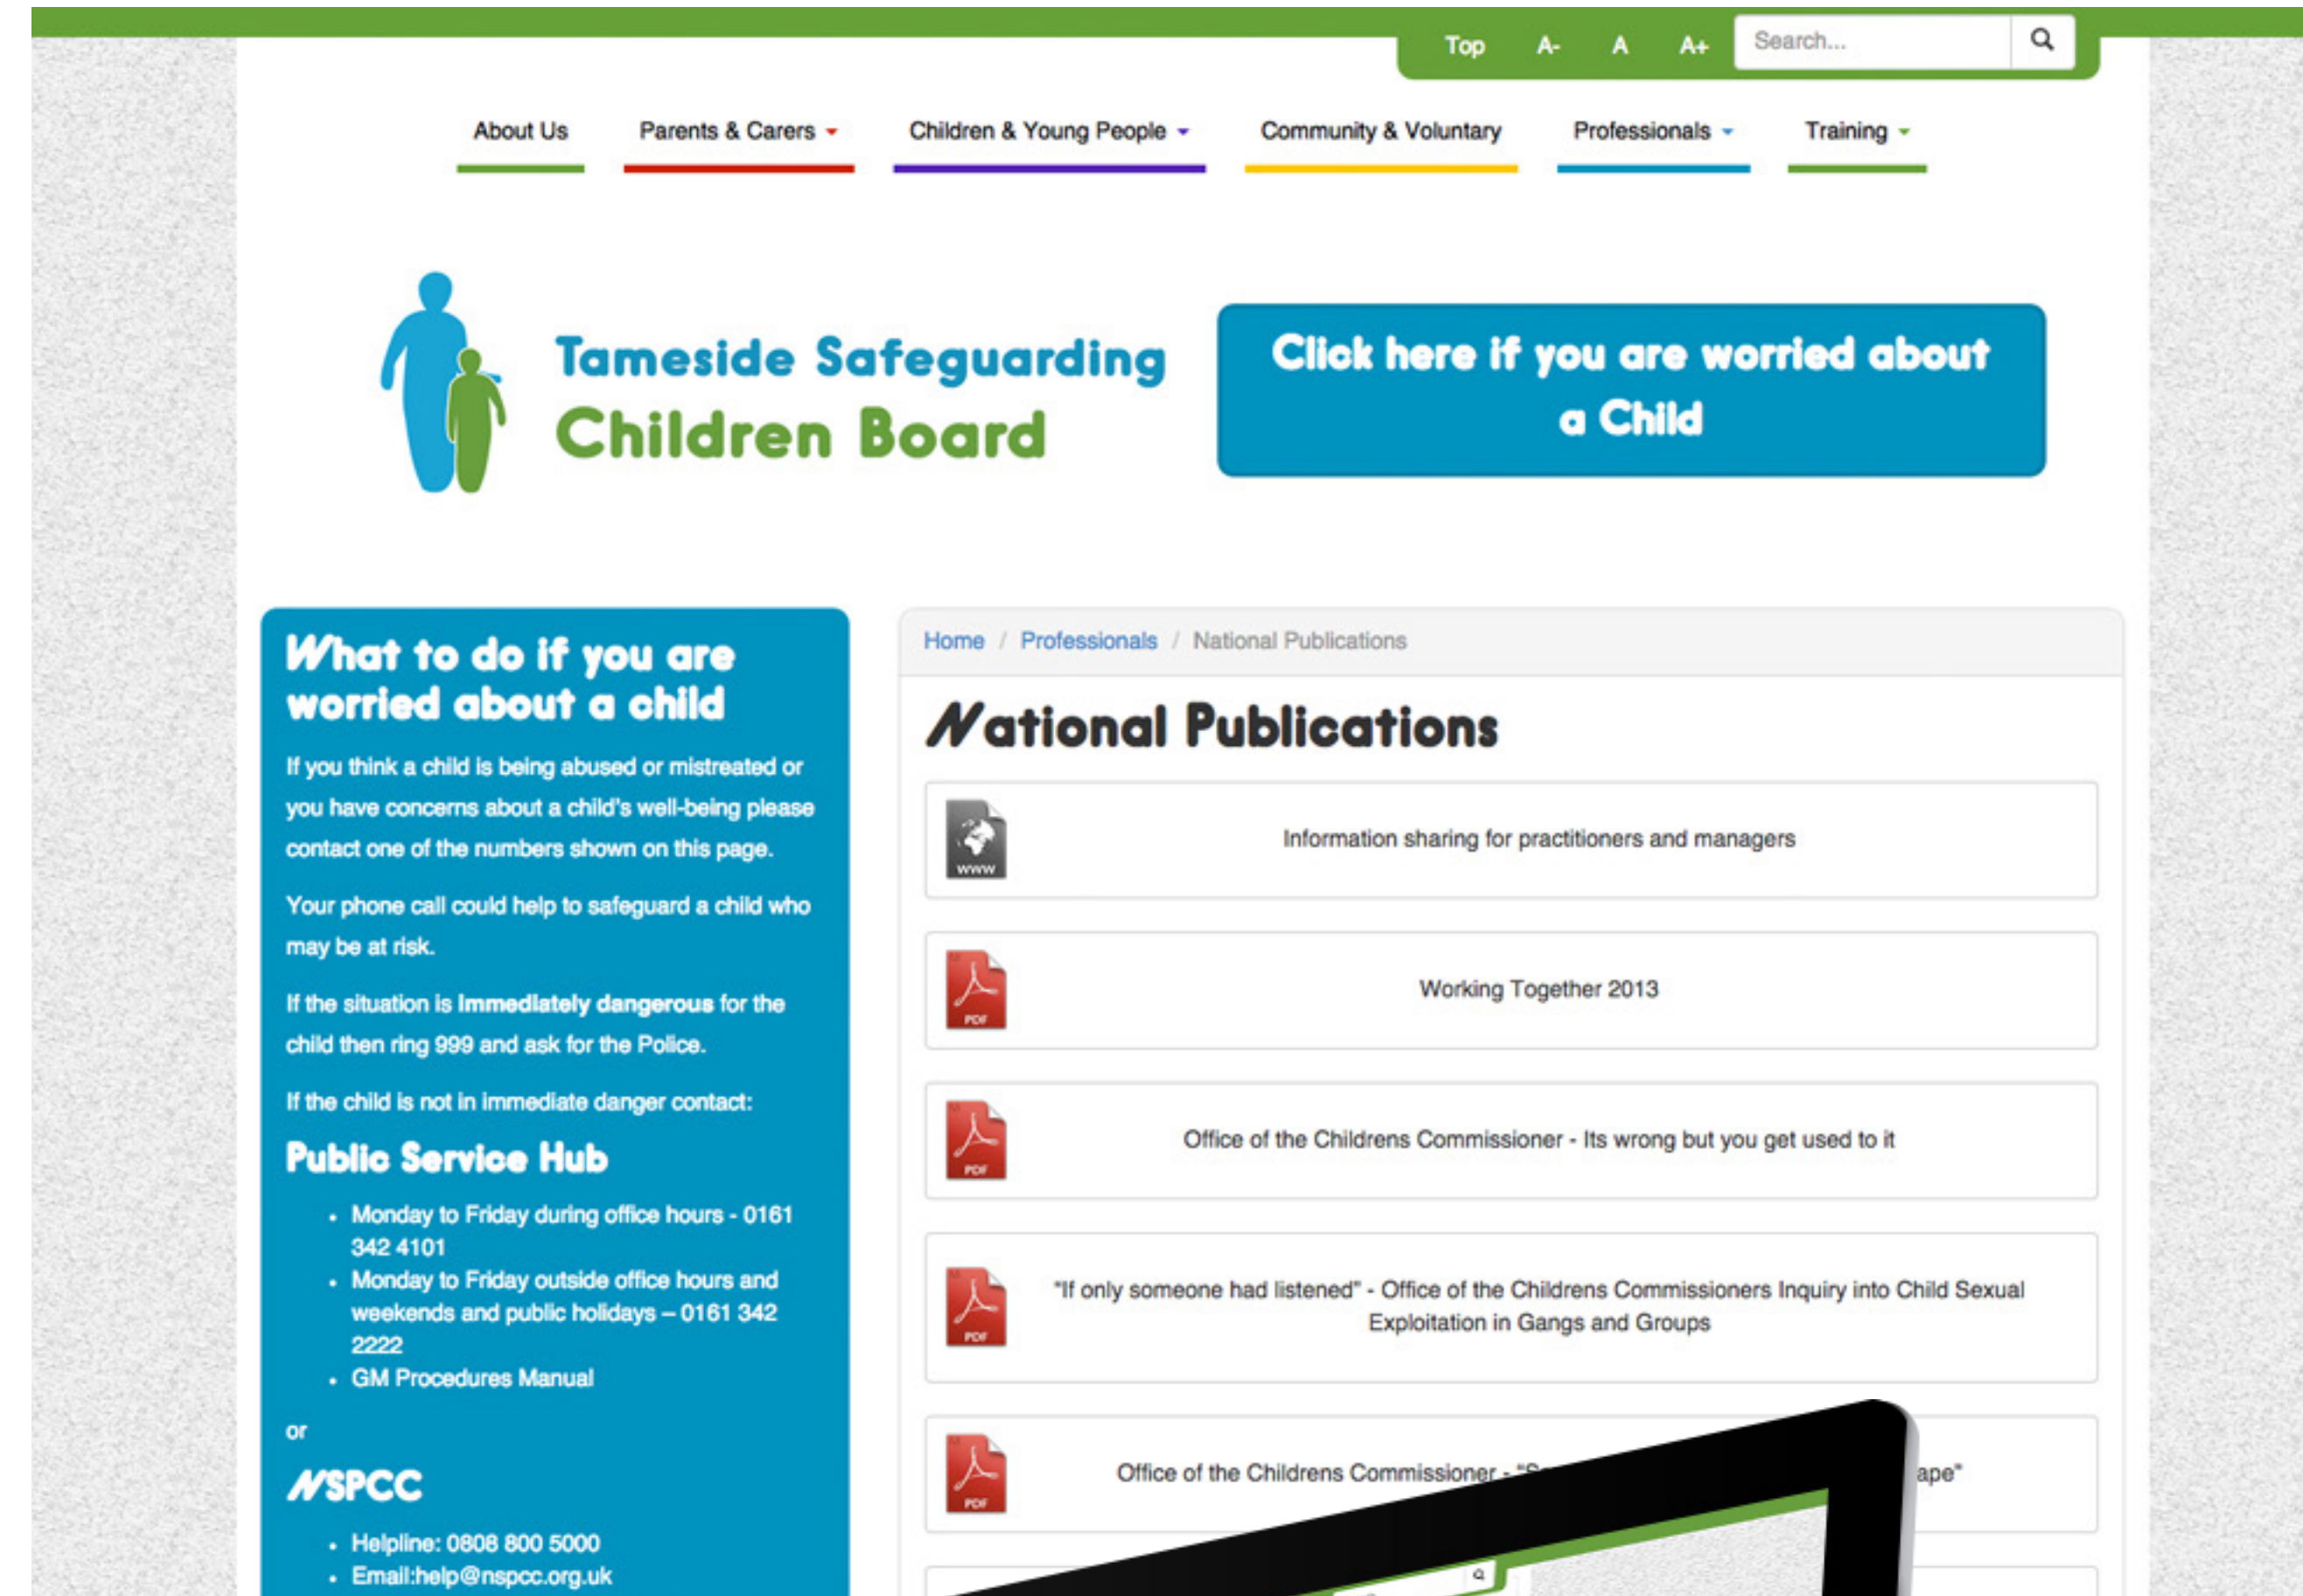 Top A- A A+ Search...
About Us Parents & Carers Children & Young People Community & Voluntary Professionals Training
Tameside Safeguarding
Children Board
Click here if you are worried about
a Child
What to do if you are
worried about a child
If you think a child is being abused or mistreated or
you have concerns about a child's well-being please
contact one of the numbers shown on this page.
Your phone call could help to safeguard a child who
may be at risk.
If the situation is immediately dangerous for the
child then ring 999 and ask for the Police.
If the child is not in immediate danger contact:
Public Service Hub
• Monday to Friday during office hours - 0161
342 4101
• Monday to Friday outside office hours and
weekends and public holidays – 0161 342
2222
• GM Procedures Manual
or
NSPCC
• Helpline: 0808 800 5000
• Email:help@nspcc.org.uk
Home / Professionals / National Publications
National Publications
WWW
Information sharing for practitioners and managers
PDF
Working Together 2013
PDF
Office of the Childrens Commissioner - Its wrong but you get used to it
PDF
"If only someone had listened" - Office of the Childrens Commissioners Inquiry into Child Sexual
Exploitation in Gangs and Groups
PDF
Office of the Childrens Commissioner -